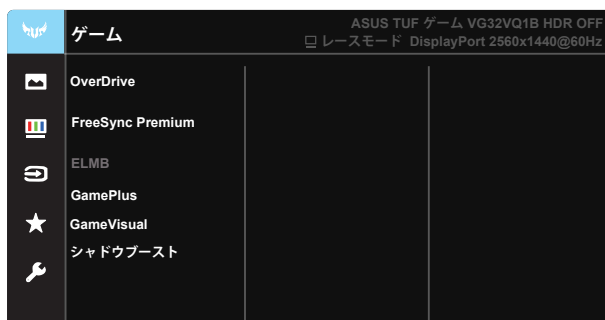 ゲーム
ASUS TUF ゲーム VG32VQ1B HDR OFF
レースモード DisplayPort 2560x1440@60Hz
OverDrive
FreeSync Premium
ELMB
GamePlus
GameVisual
シャドウブースト